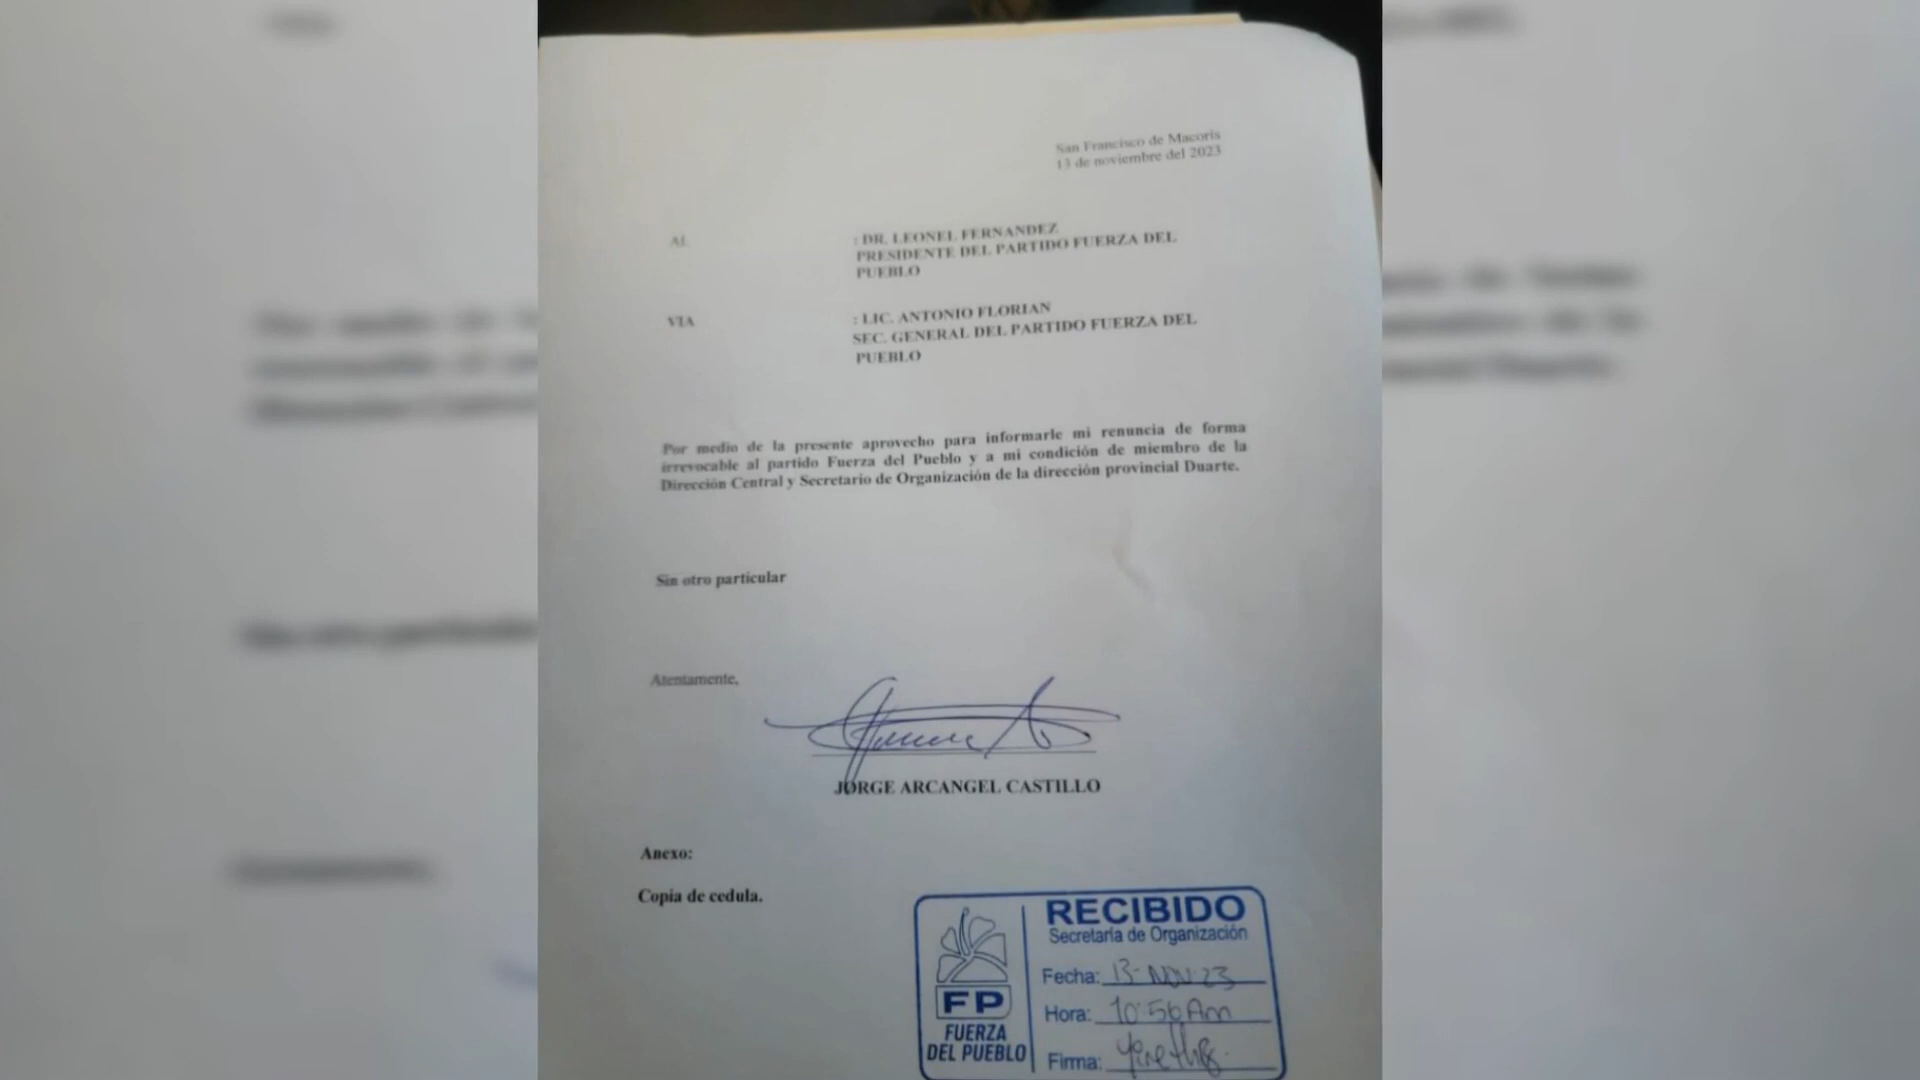 San Francisco de Macoris
13 de noviembre del 2023
AL : DR. LEONEL FERNANDEZ
PRESIDENTE DEL PARTIDO FUERZA DEL
PUEBLO
VIA : LIC. ANTONIO FLORIAN
SEC. GENERAL DEL PARTIDO FUERZA DEL
PUEBLO
Por medio de la presente aprovecho para informarle mi renuncia de forma
irrevocable al partido Fuerza del Pueblo y a mi condición de miembro de la
Dirección Central y Secretario de Organización de la dirección provincial Duarte.
Sin otro particular
Atentamente,
JORGE ARCANGEL CASTILLO
Anexo:
Copia de cedula.
RECIBIDO
Secretaría de Organización
Fecha: 13-NOV-23
Hora: 10:56 Am
Firma:
FP
FUERZA
DEL PUEBLO